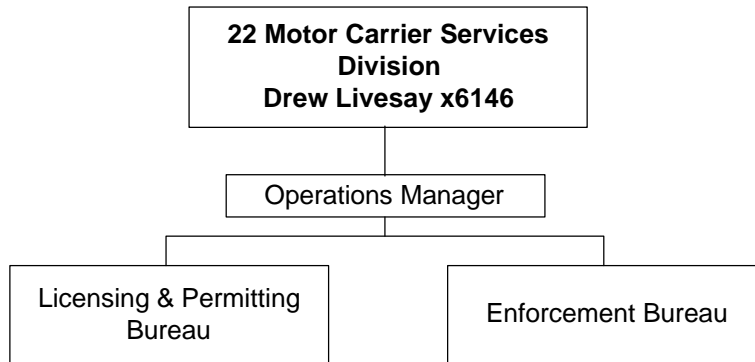 22 Motor Carrier Services
Division
Drew Livesay x6146
Operations Manager
Licensing & Permitting
Bureau
Enforcement Bureau